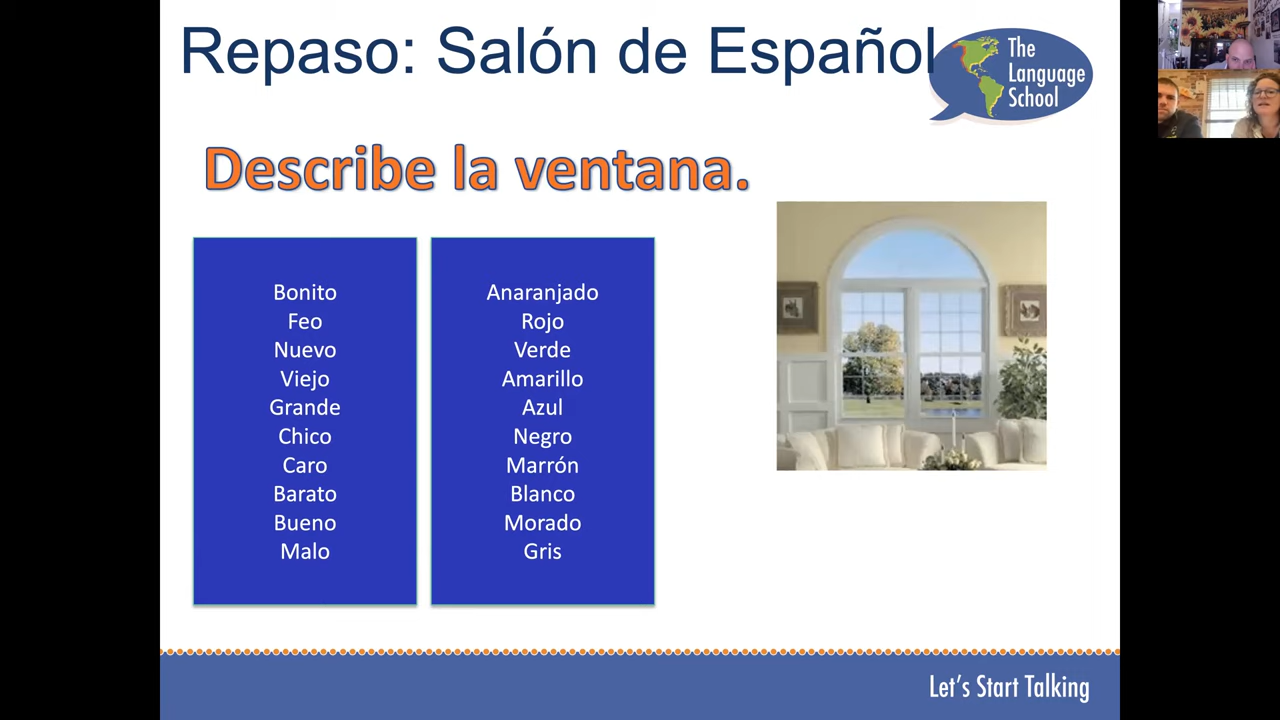 Repaso: Salón de Español
The
Language
School
Describe la ventana.
Bonito
Feo
Nuevo
Viejo
Grande
Chico
Caro
Barato
Bueno
Malo
Anaranjado
Rojo
Verde
Amarillo
Azul
Negro
Marrón
Blanco
Morado
Gris
Let's Start Talking